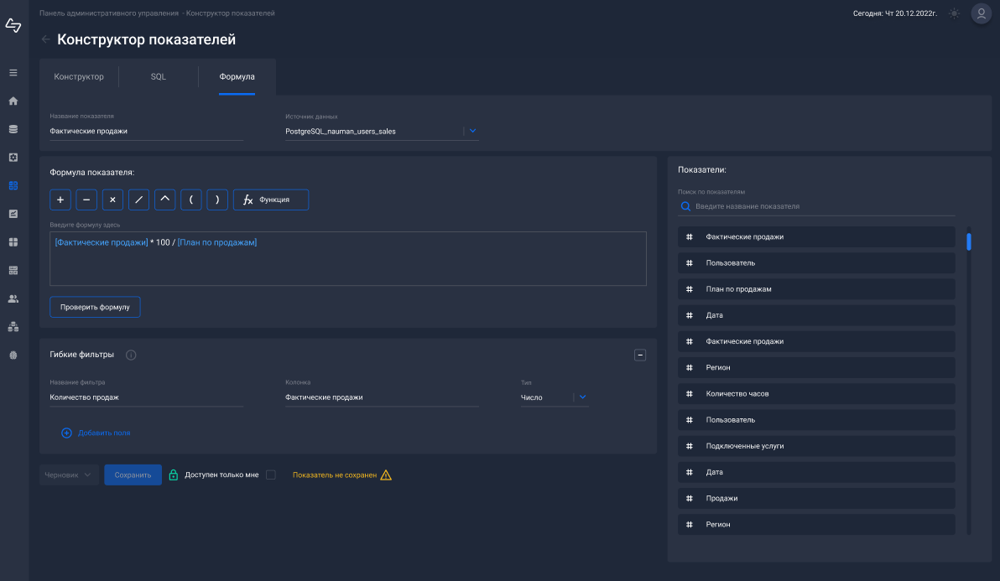 Панель административного управления - Конструктор показателей
Сегодня: Чт 20.12.2022г.
Конструктор показателей
Конструктор
SQL
Формула
Название показателя
Источник данных
Фактические продажи
PostgreSQL_nauman_users_sales
Формула показателя:
+ − × / ^ ( ) fx Функция
Введите формулу здесь
[Фактические продажи] * 100 / [План по продажам]
Проверить формулу
Гибкие фильтры
Название фильтра
Колонка
Тип
Количество продаж
Фактические продажи
Число
Добавить поля
Черновик
Сохранить
Доступен только мне
Показатель не сохранен
Показатели:
Поиск по показателям
Введите название показателя
# Фактические продажи
# Пользователь
# План по продажам
# Дата
# Фактические продажи
# Регион
# Количество часов
# Пользователь
# Подключенные услуги
# Дата
# Продажи
# Регион